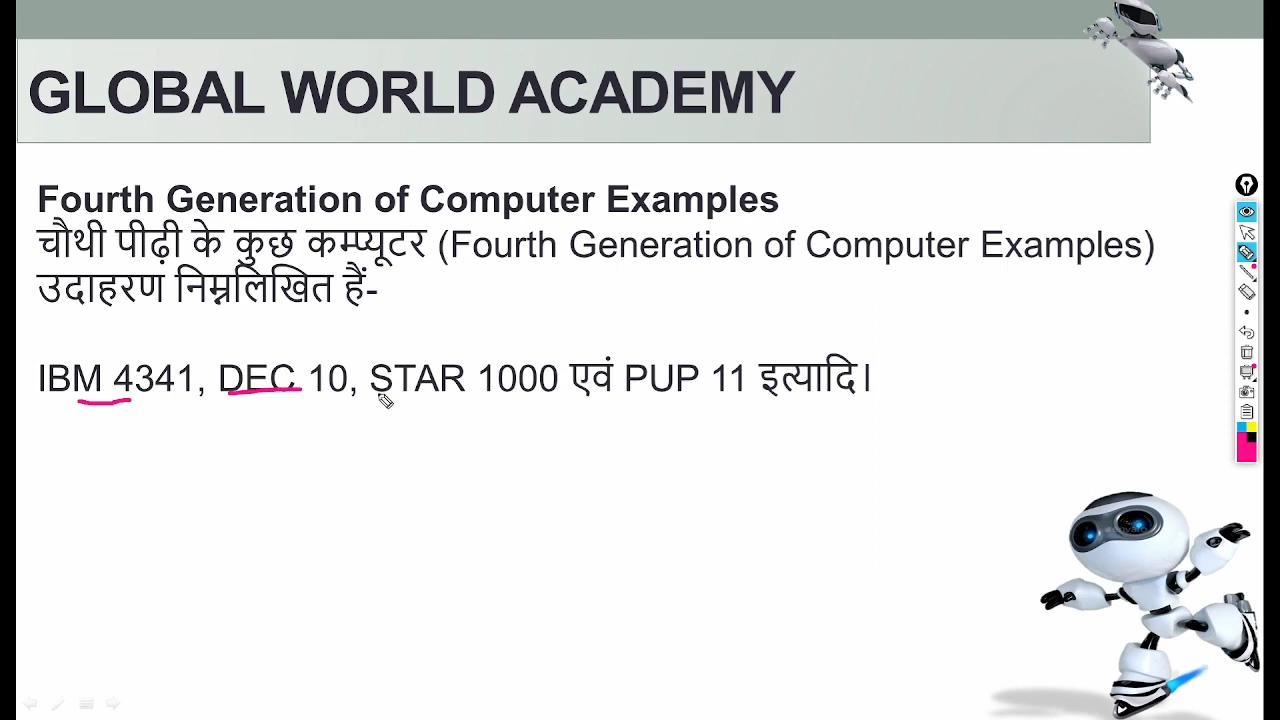 GLOBAL WORLD ACADEMY
Fourth Generation of Computer Examples
चौथी पीढ़ी के कुछ कम्प्यूटर (Fourth Generation of Computer Examples)
उदाहरण निम्नलिखित हैं-
IBM 4341, DEC 10, STAR 1000 एवं PUP 11 इत्यादि।